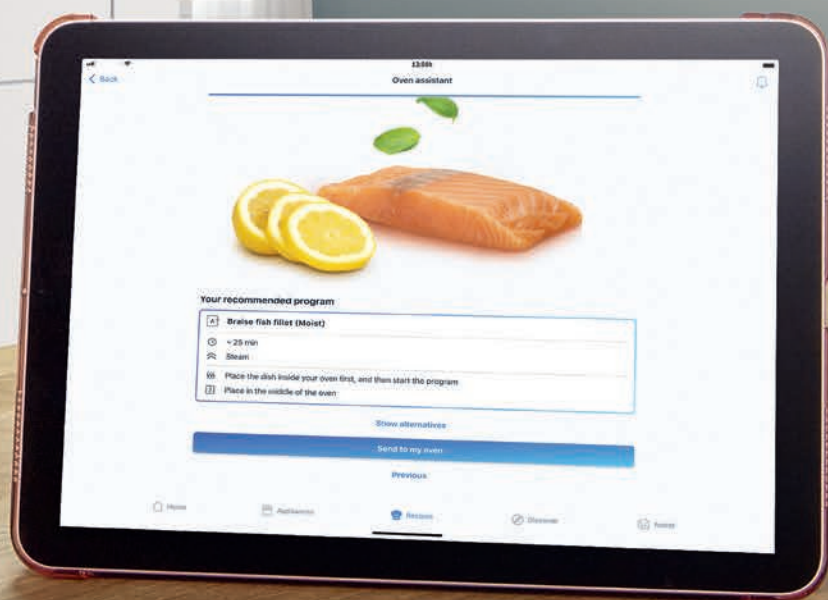 Back
Oven assistant
Your recommended program
Braise fish fillet (Moist)
< 25 min
Steam
Place the dish inside your oven first, and then start the program
Place in the middle of the oven
Show alternatives
Send to my oven
Previous
Home
Appliances
Recipes
Discover